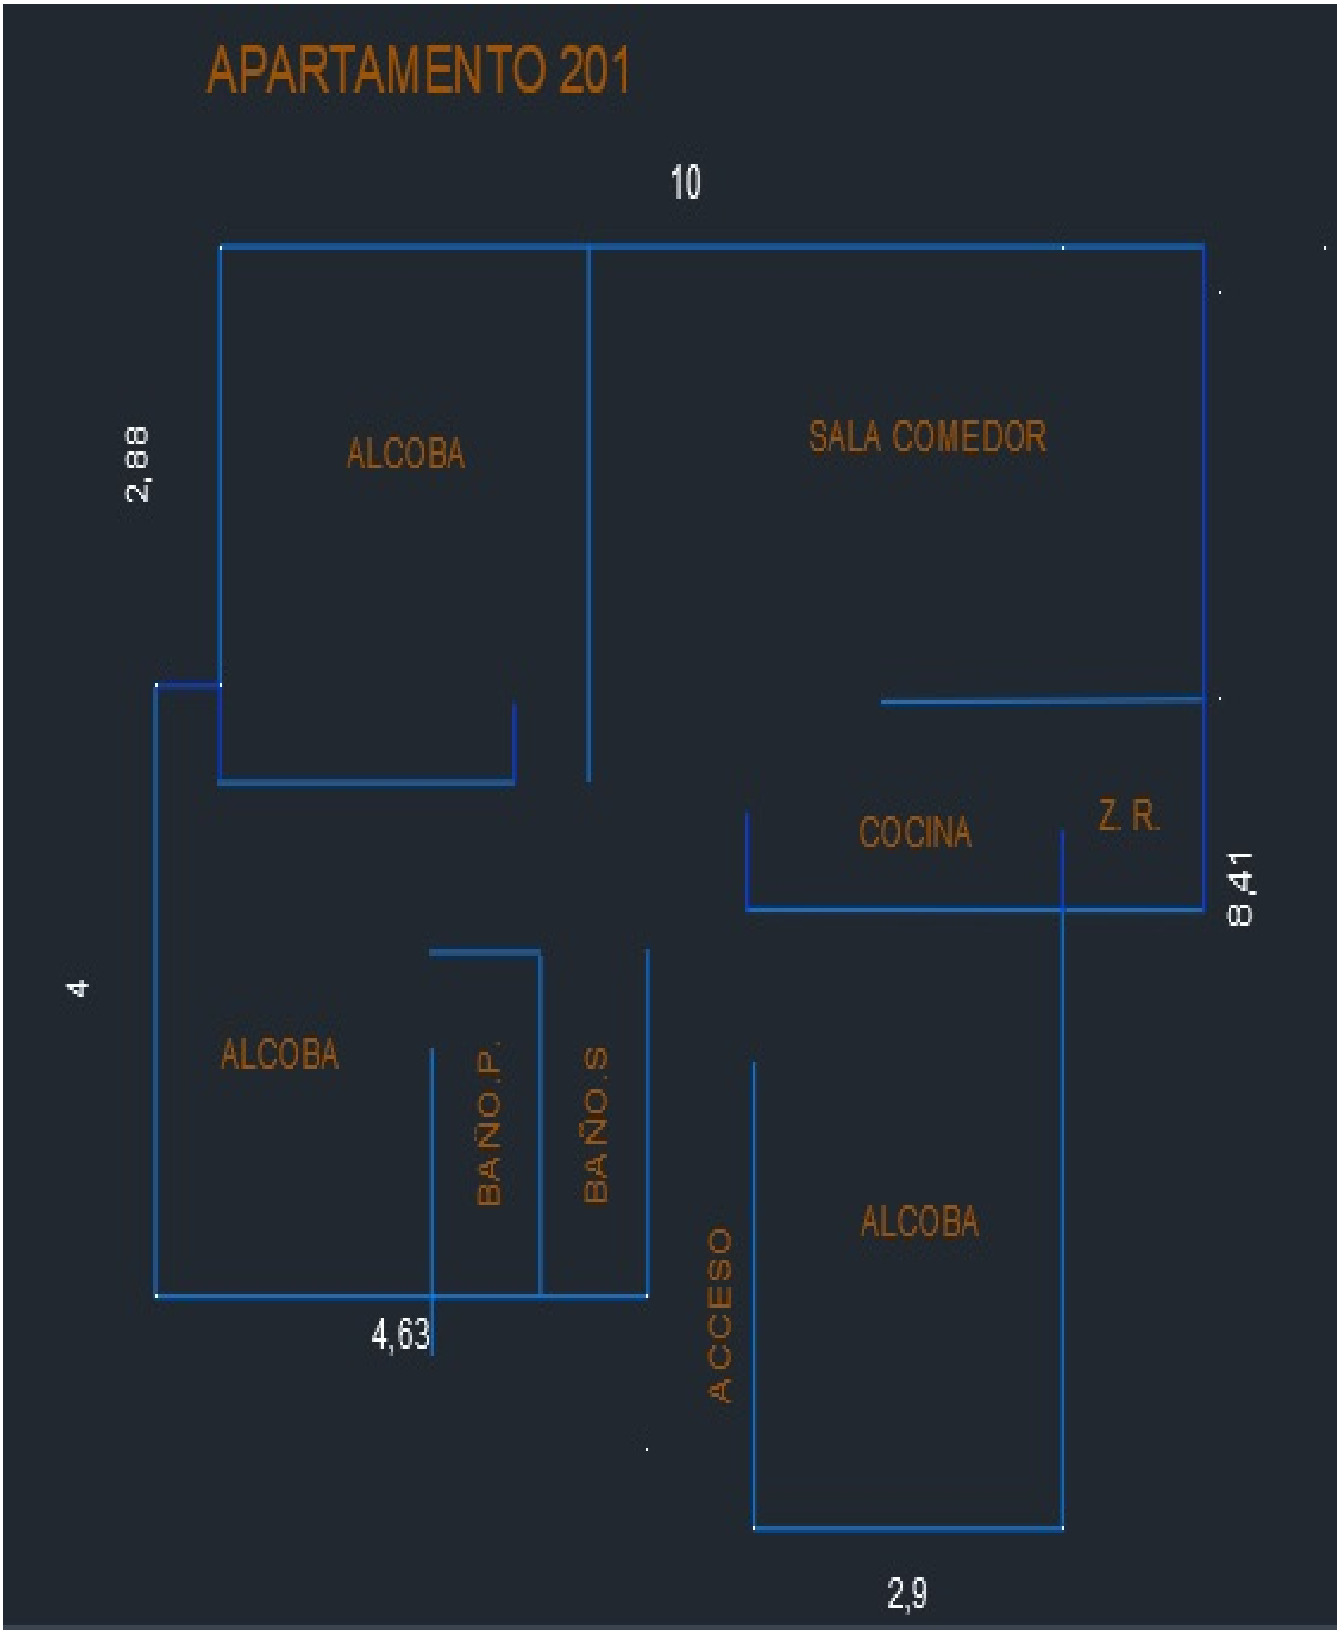 APARTAMENTO 201
10
2,88
ALCOBA
SALA COMEDOR
COCINA
Z. R.
8,41
4
ALCOBA
BAÑO.P.
BAÑO.S
ACCESO
ALCOBA
4,63
2,9